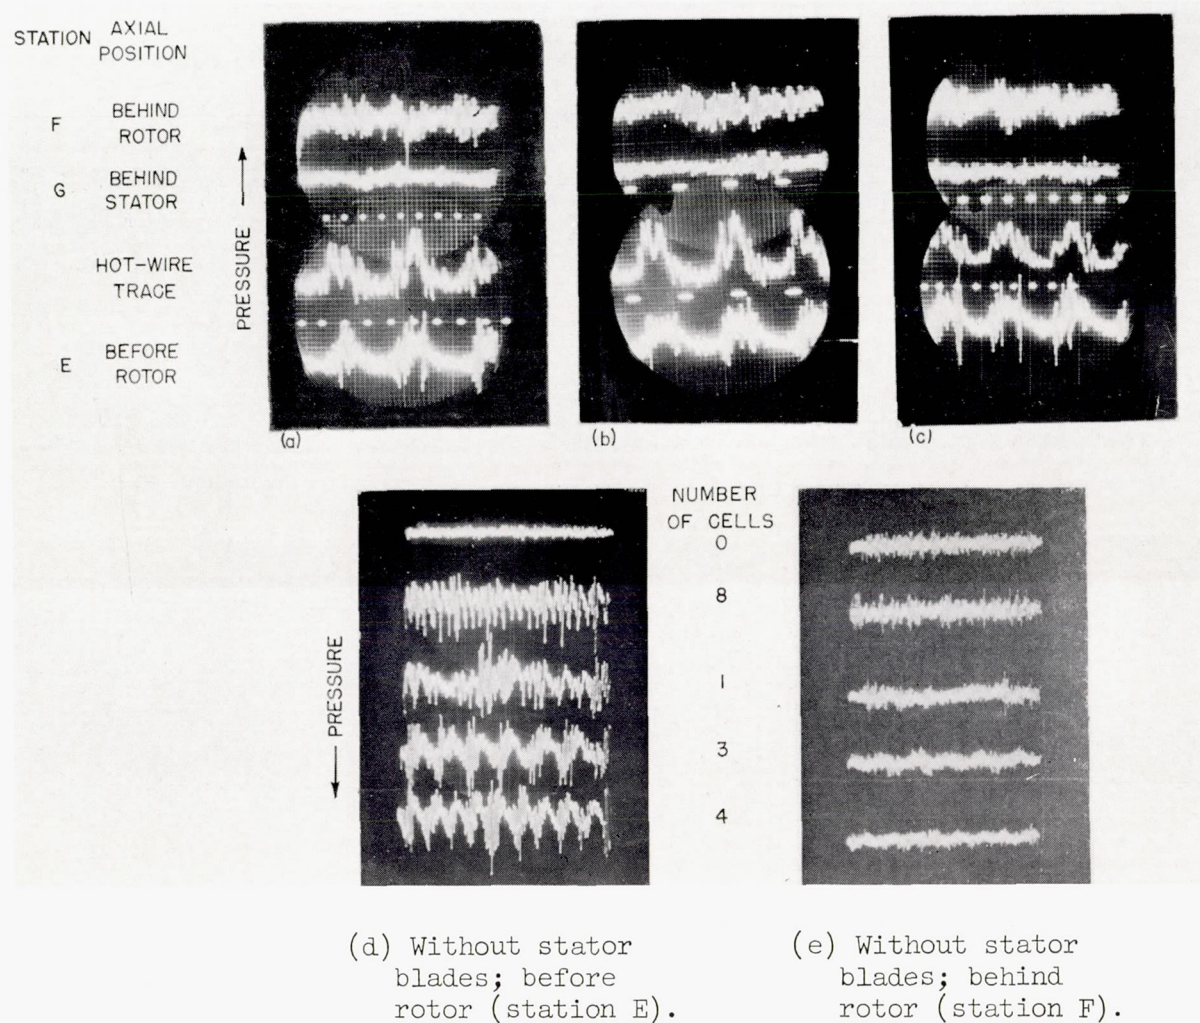 STATION AXIAL POSITION
F BEHIND ROTOR
G BEHIND STATOR
HOT-WIRE TRACE
E BEFORE ROTOR
PRESSURE
(a)
(b)
(c)
NUMBER
OF CELLS
0
8
1
3
4
PRESSURE
(d) Without stator
blades; before
rotor (station E).
(e) Without stator
blades; behind
rotor (station F).